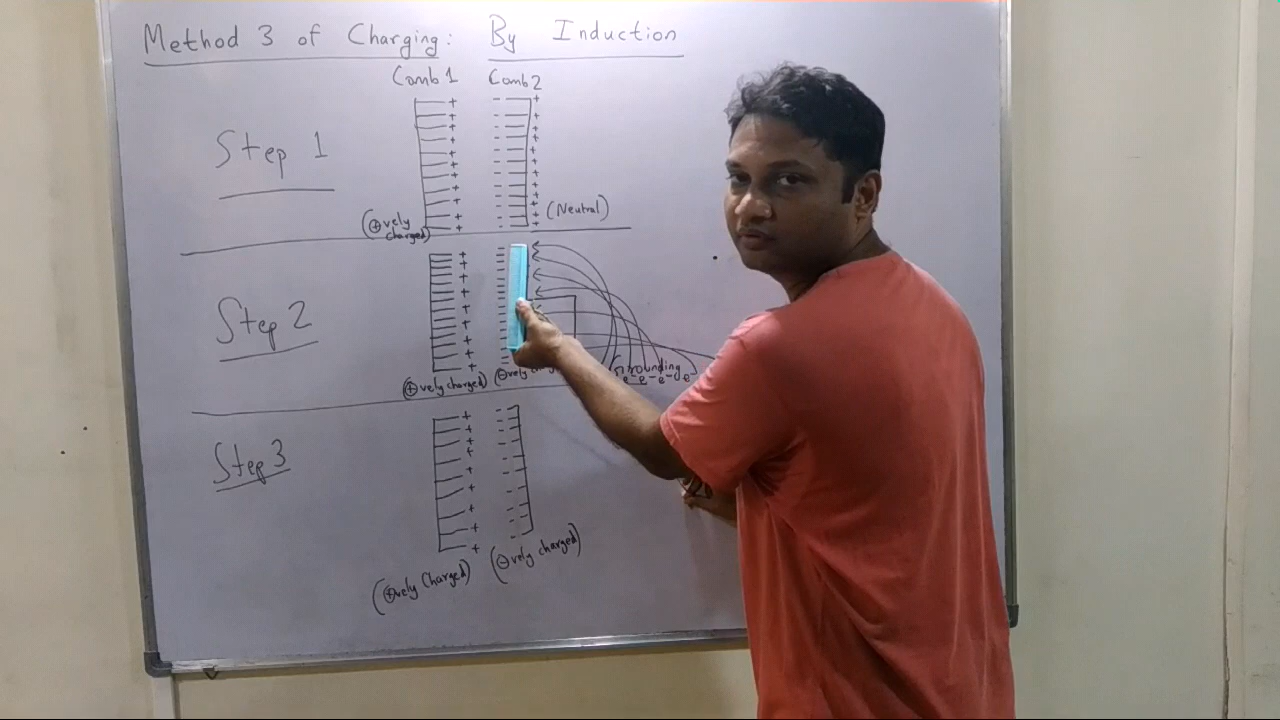 Method 3 of Charging: By Induction
Comb 1 Comb 2
Step 1
(⊕vely charged) (Neutral)
Step 2
(⊕vely charged) (⊖vely
e⁻ e⁻ e⁻ e⁻
Step 3
(⊕vely Charged) (⊖vely charged)